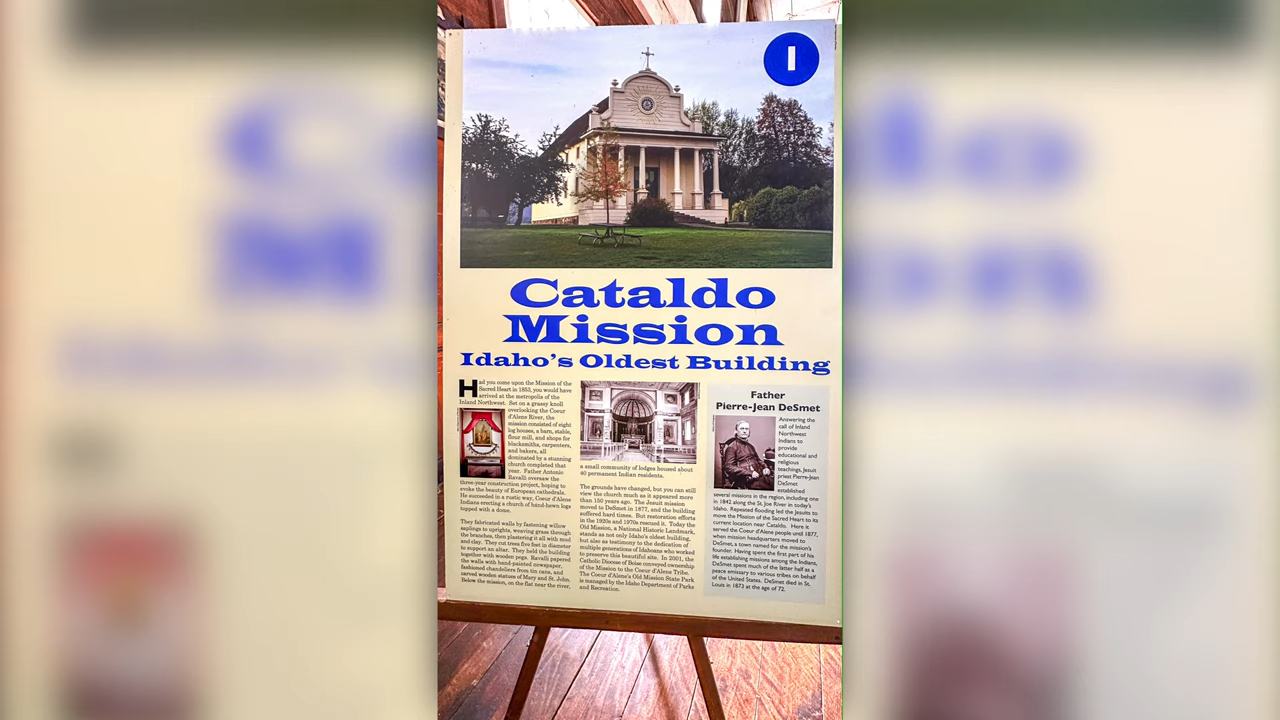 I
Cataldo
Mission
Idaho's Oldest Building
Had you come upon the Mission of the
Sacred Heart in 1853, you would have
arrived at the metropolis of the
Inland Northwest. Set on a grassy knoll
overlooking the Coeur
d'Alene River, the
mission consisted of eight
log houses, a barn, stable,
flour mill, and shops for
blacksmiths, carpenters,
and bakers, all
dominated by a stunning
church completed that
year. Father Antonio
Ravalli oversaw the
three-year construction project, hoping to
evoke the beauty of European cathedrals.
He succeeded in a rustic way, Coeur d'Alene
Indians erecting a church of hand-hewn logs
topped with a dome.
They fabricated walls by fastening willow
saplings to uprights, weaving grass through
the branches, then plastering it all with mud
and clay. They cut trees five feet in diameter
to support an altar. They held the building
together with wooden pegs. Ravalli papered
the walls with hand-painted newspaper,
fashioned chandeliers from tin cans, and
carved wooden statues of Mary and St. John.
Below the mission, on the flat near the river,
a small community of lodges housed about
40 permanent Indian residents.
The grounds have changed, but you can still
view the church much as it appeared more
than 150 years ago. The Jesuit mission
moved to DeSmet in 1877, and the building
suffered hard times. But restoration efforts
in the 1920s and 1970s rescued it. Today the
Old Mission, a National Historic Landmark,
stands as not only Idaho's oldest building,
but also as testimony to the dedication of
multiple generations of Idahoans who worked
to preserve this beautiful site. In 2001, the
Catholic Diocese of Boise conveyed ownership
of the Mission to the Coeur d'Alene Tribe.
The Coeur d'Alene's Old Mission State Park
is managed by the Idaho Department of Parks
and Recreation.
Father
Pierre-Jean DeSmet
Answering the
call of Inland
Northwest
Indians to
provide
educational and
religious
teachings, Jesuit
priest Pierre-Jean
DeSmet
established
several missions in the region, including one
in 1842 along the St. Joe River in today's
Idaho. Repeated flooding led the Jesuits to
move the Mission of the Sacred Heart to its
current location near Cataldo. Here it
served the Coeur d'Alene people until 1877,
when mission headquarters moved to
DeSmet, a town named for the mission's
founder. Having spent the first part of his
life establishing missions among the Indians,
DeSmet spent much of the latter half as a
peace emissary to various tribes on behalf
of the United States. DeSmet died in St.
Louis in 1873 at the age of 72.